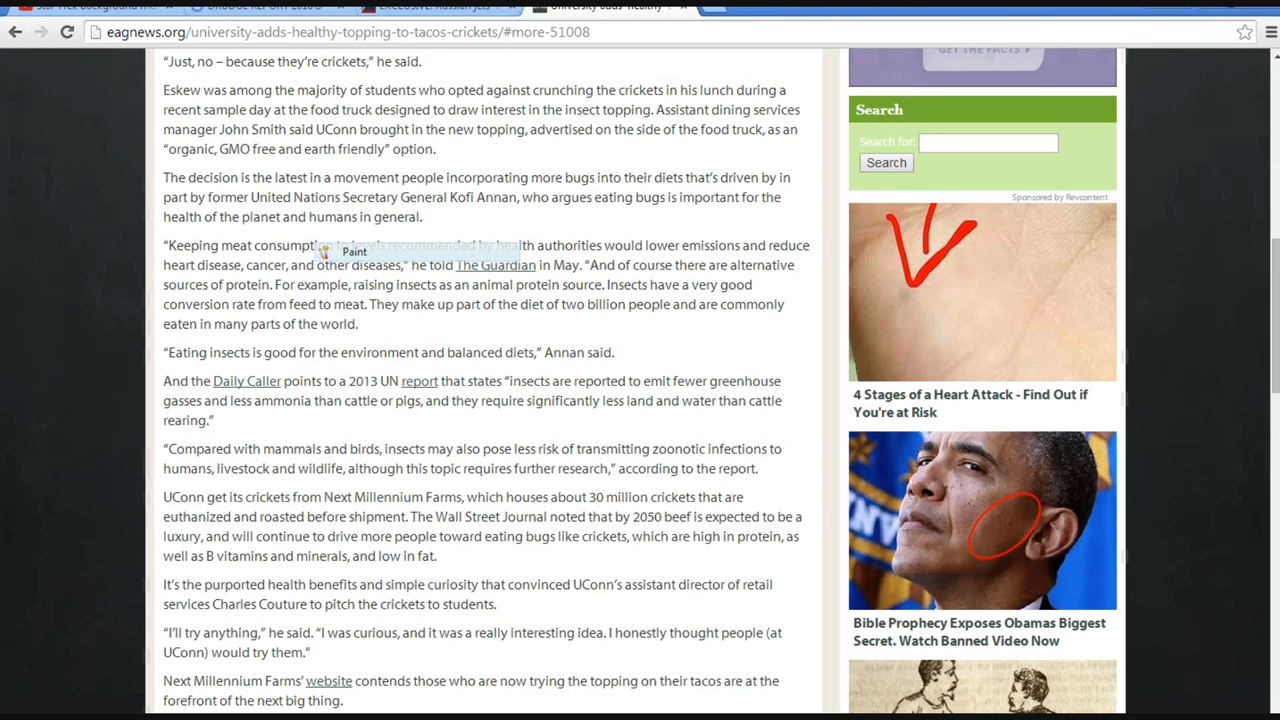 eagnews.org/university-adds-healthy-topping-to-tacos-crickets/#more-51008
“Just, no – because they’re crickets,” he said.
Eskew was among the majority of students who opted against crunching the crickets in his lunch during a
recent sample day at the food truck designed to draw interest in the insect topping. Assistant dining services
manager John Smith said UConn brought in the new topping, advertised on the side of the food truck, as an
“organic, GMO free and earth friendly” option.
The decision is the latest in a movement people incorporating more bugs into their diets that’s driven by in
part by former United Nations Secretary General Kofi Annan, who argues eating bugs is important for the
health of the planet and humans in general.
“Keeping meat consumption to levels recommended by health authorities would lower emissions and reduce
Paint
heart disease, cancer, and other diseases,” he told The Guardian in May. “And of course there are alternative
sources of protein. For example, raising insects as an animal protein source. Insects have a very good
conversion rate from feed to meat. They make up part of the diet of two billion people and are commonly
eaten in many parts of the world.
“Eating insects is good for the environment and balanced diets,” Annan said.
And the Daily Caller points to a 2013 UN report that states “insects are reported to emit fewer greenhouse
gasses and less ammonia than cattle or pigs, and they require significantly less land and water than cattle
rearing.”
“Compared with mammals and birds, insects may also pose less risk of transmitting zoonotic infections to
humans, livestock and wildlife, although this topic requires further research,” according to the report.
UConn get its crickets from Next Millennium Farms, which houses about 30 million crickets that are
euthanized and roasted before shipment. The Wall Street Journal noted that by 2050 beef is expected to be a
luxury, and will continue to drive more people toward eating bugs like crickets, which are high in protein, as
well as B vitamins and minerals, and low in fat.
It’s the purported health benefits and simple curiosity that convinced UConn’s assistant director of retail
services Charles Couture to pitch the crickets to students.
“I’ll try anything,” he said. “I was curious, and it was a really interesting idea. I honestly thought people (at
UConn) would try them.”
Next Millennium Farms’ website contends those who are now trying the topping on their tacos are at the
forefront of the next big thing.
GET THE FACTS
Search
Search for:
Search
Sponsored by Revcontent
4 Stages of a Heart Attack - Find Out if
You're at Risk
Bible Prophecy Exposes Obamas Biggest
Secret. Watch Banned Video Now